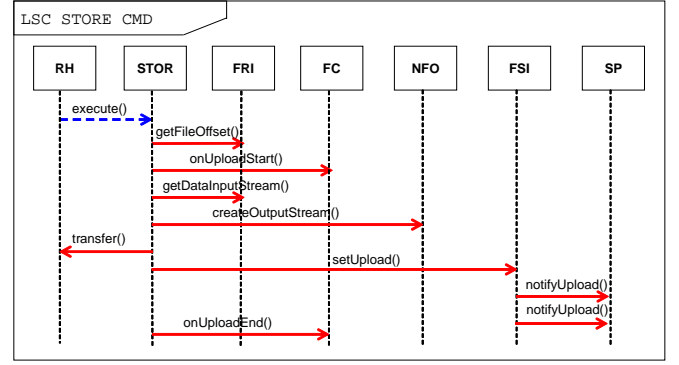 LSC STORE CMD
RH STOR FRI FC NFO FSI SP
execute()
getFileOffset()
onUploadStart()
getDataInputStream()
createOutputStream()
transfer()
setUpload()
notifyUpload()
notifyUpload()
onUploadEnd()